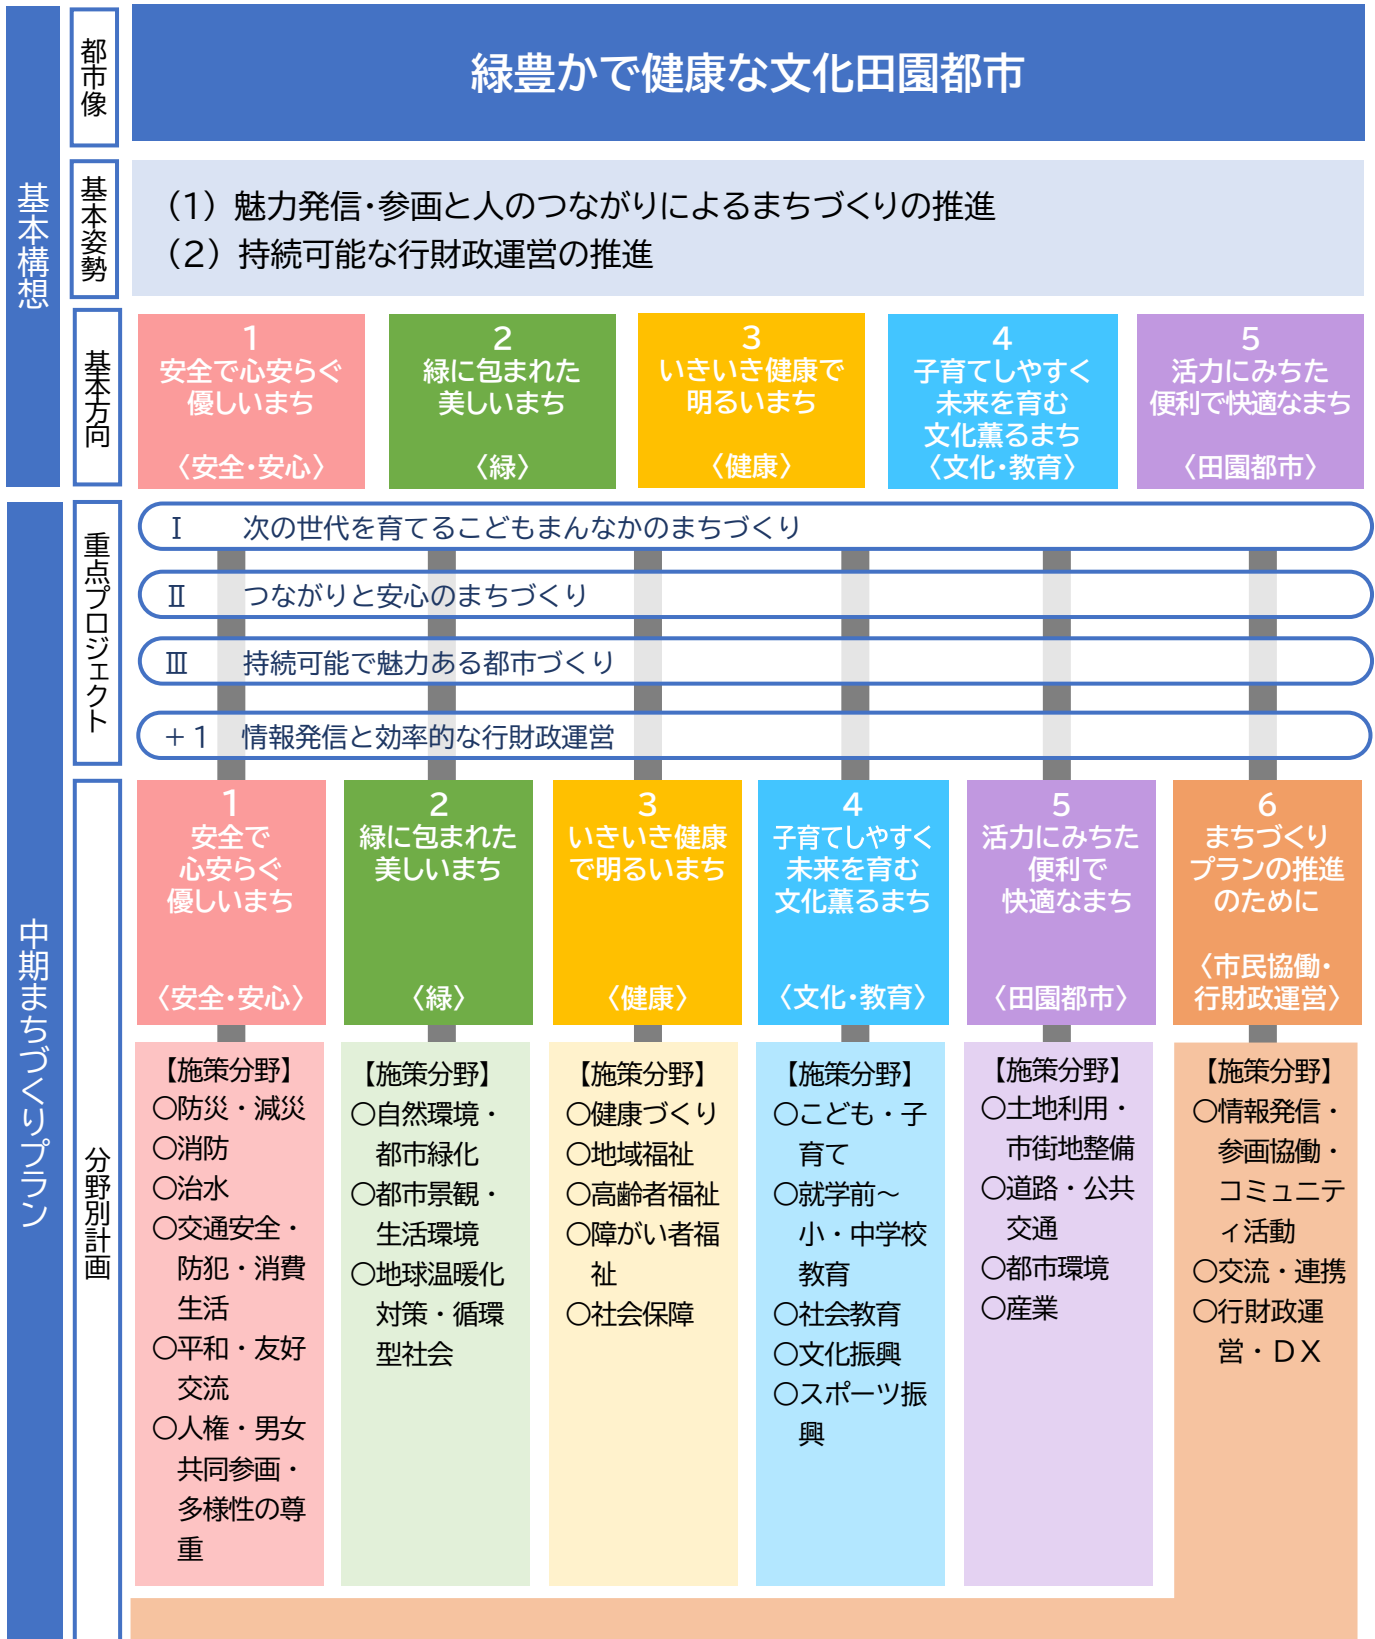 基本構想
都市像
緑豊かで健康な文化田園都市
基本姿勢
（1）魅力発信・参画と人のつながりによるまちづくりの推進
（2）持続可能な行財政運営の推進
基本方向
1
安全で心安らぐ
優しいまち
〈安全・安心〉
2
緑に包まれた
美しいまち
〈緑〉
3
いきいき健康で
明るいまち
〈健康〉
4
子育てしやすく
未来を育む
文化薫るまち
〈文化・教育〉
5
活力にみちた
便利で快適なまち
〈田園都市〉
中期まちづくりプラン
重点プロジェクト
Ⅰ　次の世代を育てるこどもまんなかのまちづくり
Ⅱ　つながりと安心のまちづくり
Ⅲ　持続可能で魅力ある都市づくり
＋1　情報発信と効率的な行財政運営
分野別計画
1
安全で
心安らぐ
優しいまち
〈安全・安心〉
2
緑に包まれた
美しいまち
〈緑〉
3
いきいき健康
で明るいまち
〈健康〉
4
子育てしやすく
未来を育む
文化薫るまち
〈文化・教育〉
5
活力にみちた
便利で
快適なまち
〈田園都市〉
6
まちづくり
プランの推進
のために
〈市民協働・
行財政運営〉
【施策分野】
〇防災・減災
〇消防
〇治水
〇交通安全・
防犯・消費
生活
〇平和・友好
交流
〇人権・男女
共同参画・
多様性の尊
重
【施策分野】
〇自然環境・
都市緑化
〇都市景観・
生活環境
〇地球温暖化
対策・循環
型社会
【施策分野】
〇健康づくり
〇地域福祉
〇高齢者福祉
〇障がい者福
祉
〇社会保障
【施策分野】
〇こども・子
育て
〇就学前～
小・中学校
教育
〇社会教育
〇文化振興
〇スポーツ振
興
【施策分野】
〇土地利用・
市街地整備
〇道路・公共
交通
〇都市環境
〇産業
【施策分野】
〇情報発信・
参画協働・
コミュニテ
ィ活動
〇交流・連携
〇行財政運
営・ＤＸ